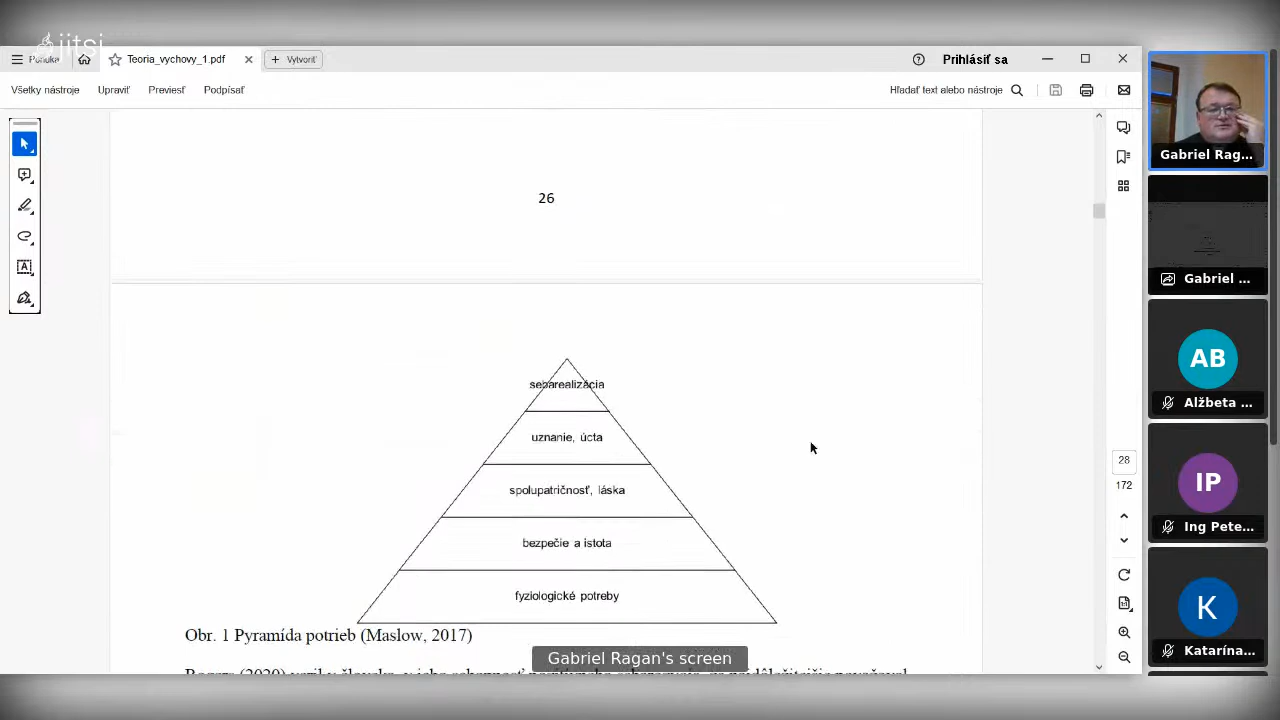 jitsi
Ponuka
Teoria_vychovy_1.pdf
Vytvoriť
Prihlásiť sa
Všetky nástroje
Upraviť
Previesť
Podpísať
Hľadať text alebo nástroje
26
sebarealizácia
uznanie, úcta
spolupatričnosť, láska
bezpečie a istota
fyziologické potreby
Obr. 1 Pyramída potrieb (Maslow, 2017)
Gabriel Ragan's screen
28
172
Gabriel Rag...
Gabriel ...
AB
Alžbeta ...
IP
Ing Pete...
K
Katarína...